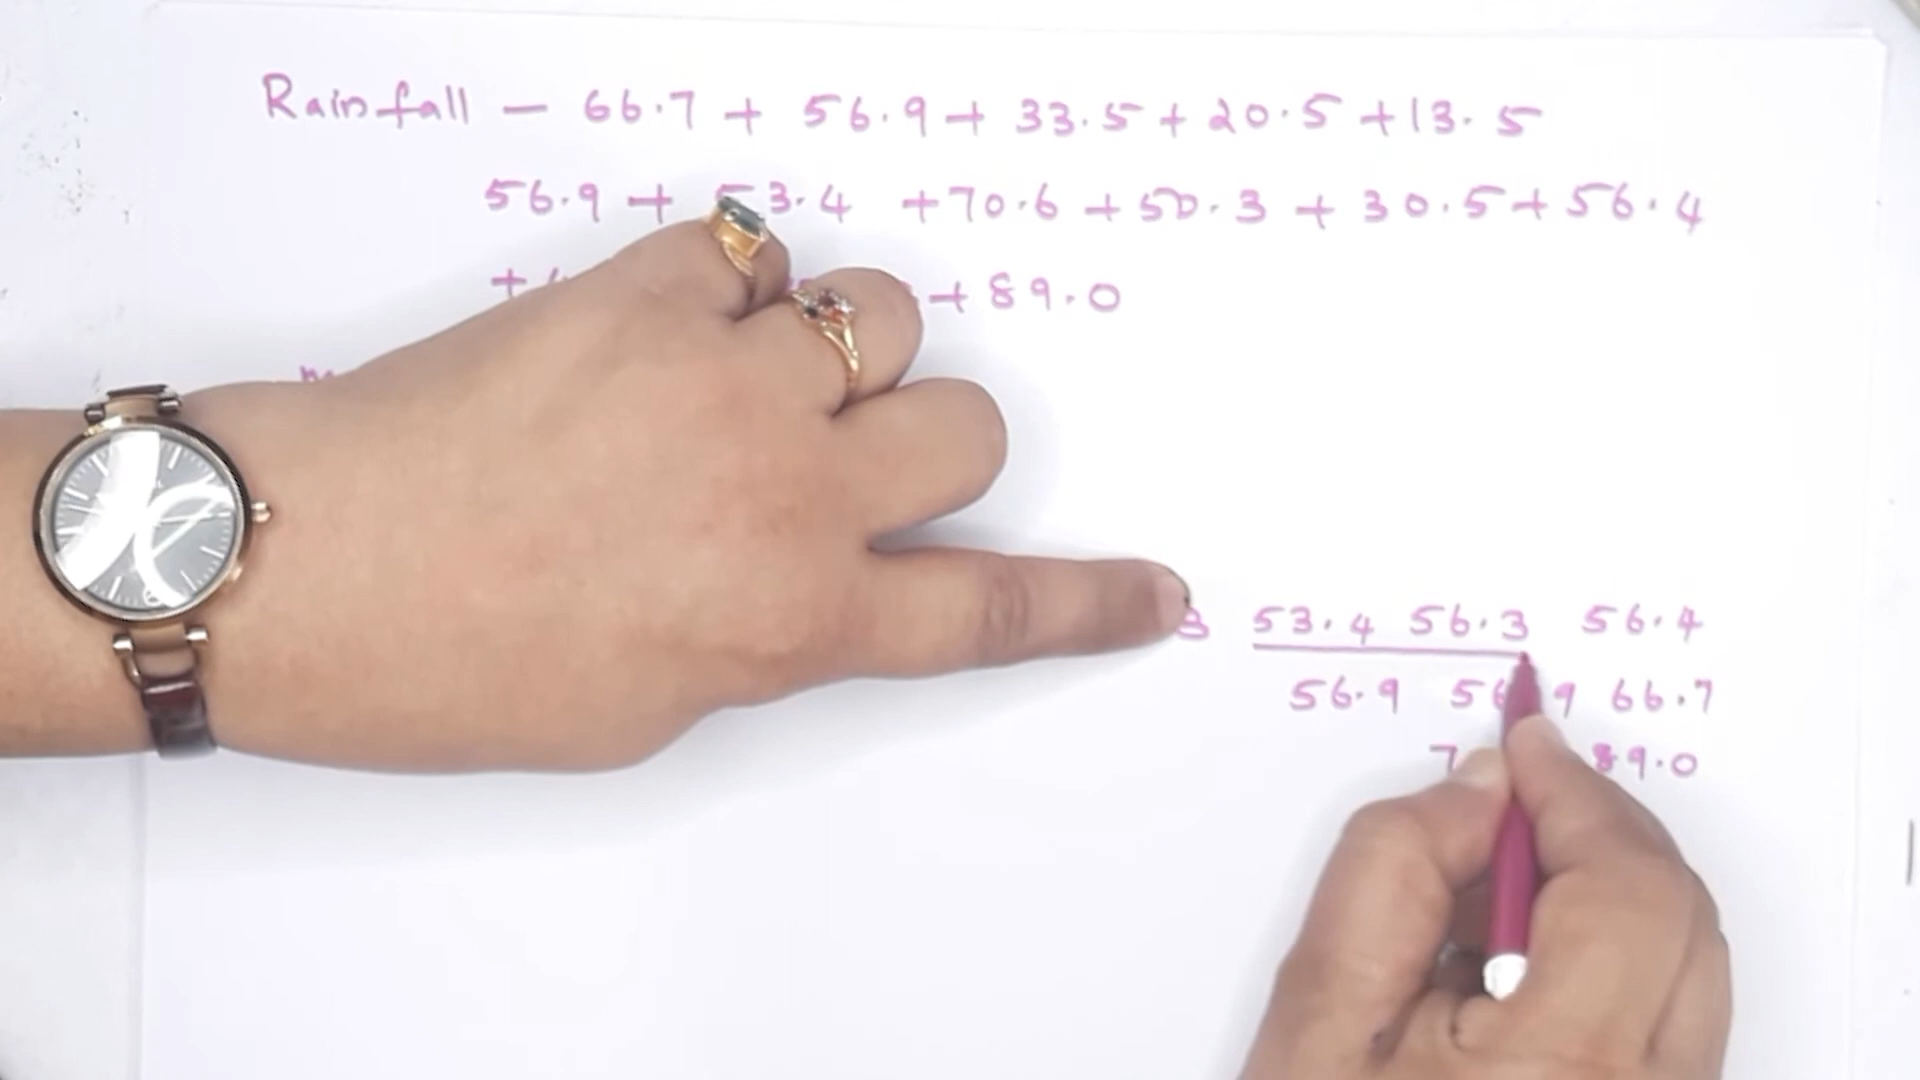 Rainfall — 66.7 + 56.9 + 33.5 + 20.5 + 13.5
56.9 + 53.4 + 70.6 + 50.3 + 30.5 + 56.4
+ + 89.0
53.4 56.3 56.4
56.9 66.7
89.0